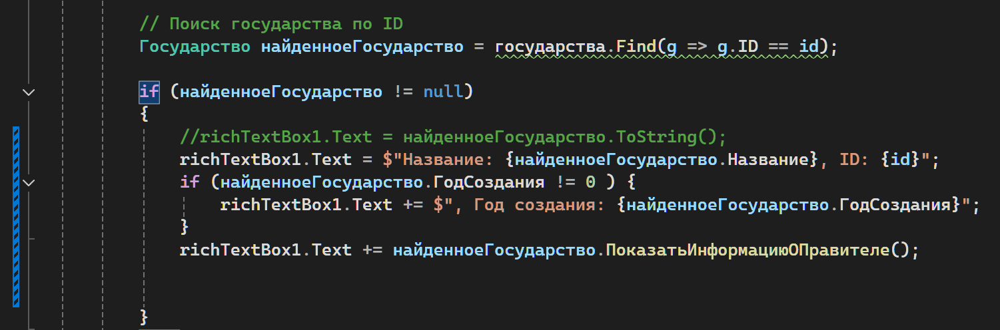 // Поиск государства по ID
Государство найденноеГосударство = государства.Find(g => g.ID == id);
if (найденноеГосударство != null)
{
//richTextBox1.Text = найденноеГосударство.ToString();
richTextBox1.Text = $"Название: {найденноеГосударство.Название}, ID: {id}";
if (найденноеГосударство.ГодСоздания != 0 ) {
richTextBox1.Text += $", Год создания: {найденноеГосударство.ГодСоздания}";
}
richTextBox1.Text += найденноеГосударство.ПоказатьИнформациюОПравителе();
}